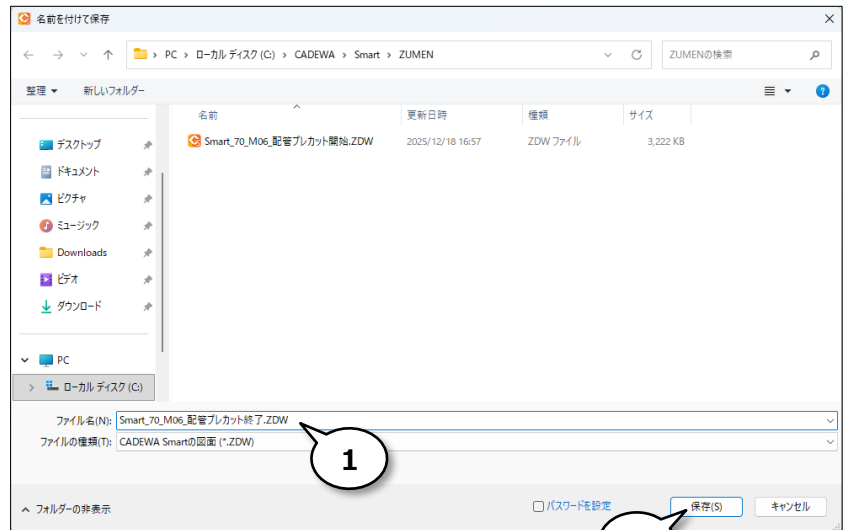 名前を付けて保存
PC › ローカル ディスク (C:) › CADEWA › Smart › ZUMEN
ZUMENの検索
整理 新しいフォルダー
名前 更新日時 種類 サイズ
Smart_70_M06_配管プレカット開始.ZDW 2025/12/18 16:57 ZDW ファイル 3,222 KB
デスクトップ
ドキュメント
ピクチャ
ミュージック
Downloads
ビデオ
ダウンロード
PC
ローカル ディスク (C:)
ファイル名(N): Smart_70_M06_配管プレカット終了.ZDW
ファイルの種類(T): CADEWA Smartの図面 (*.ZDW)
1
フォルダーの非表示 パスワードを設定 保存(S) キャンセル